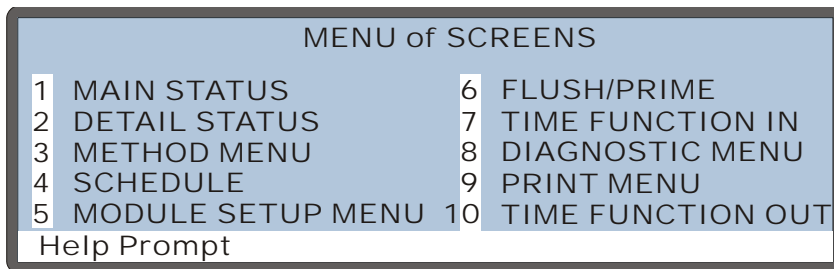 MENU of SCREENS
1 MAIN STATUS
2 DETAIL STATUS
3 METHOD MENU
4 SCHEDULE
5 MODULE SETUP MENU
6 FLUSH/PRIME
7 TIME FUNCTION IN
8 DIAGNOSTIC MENU
9 PRINT MENU
10 TIME FUNCTION OUT
Help Prompt